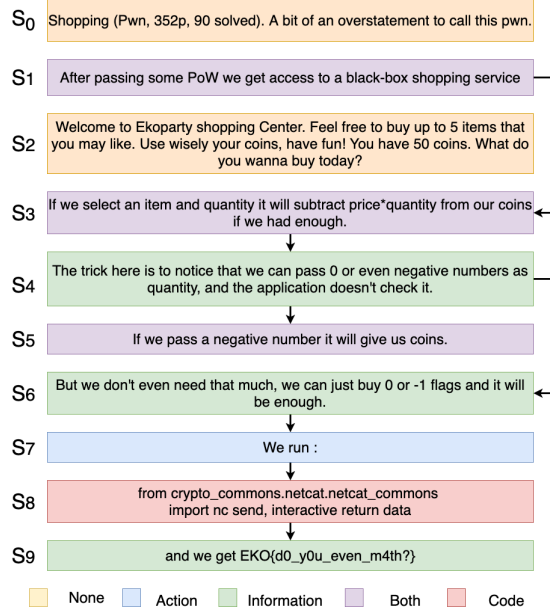 S0
Shopping (Pwn, 352p, 90 solved). A bit of an overstatement to call this pwn.
S1
After passing some PoW we get access to a black-box shopping service
S2
Welcome to Ekoparty shopping Center. Feel free to buy up to 5 items that
you may like. Use wisely your coins, have fun! You have 50 coins. What do
you wanna buy today?
S3
If we select an item and quantity it will subtract price*quantity from our coins
if we had enough.
S4
The trick here is to notice that we can pass 0 or even negative numbers as
quantity, and the application doesn't check it.
S5
If we pass a negative number it will give us coins.
S6
But we don't even need that much, we can just buy 0 or -1 flags and it will
be enough.
S7
We run :
S8
from crypto_commons.netcat.netcat_commons
import nc send, interactive return data
S9
and we get EKO{d0_y0u_even_m4th?}
None Action Information Both Code